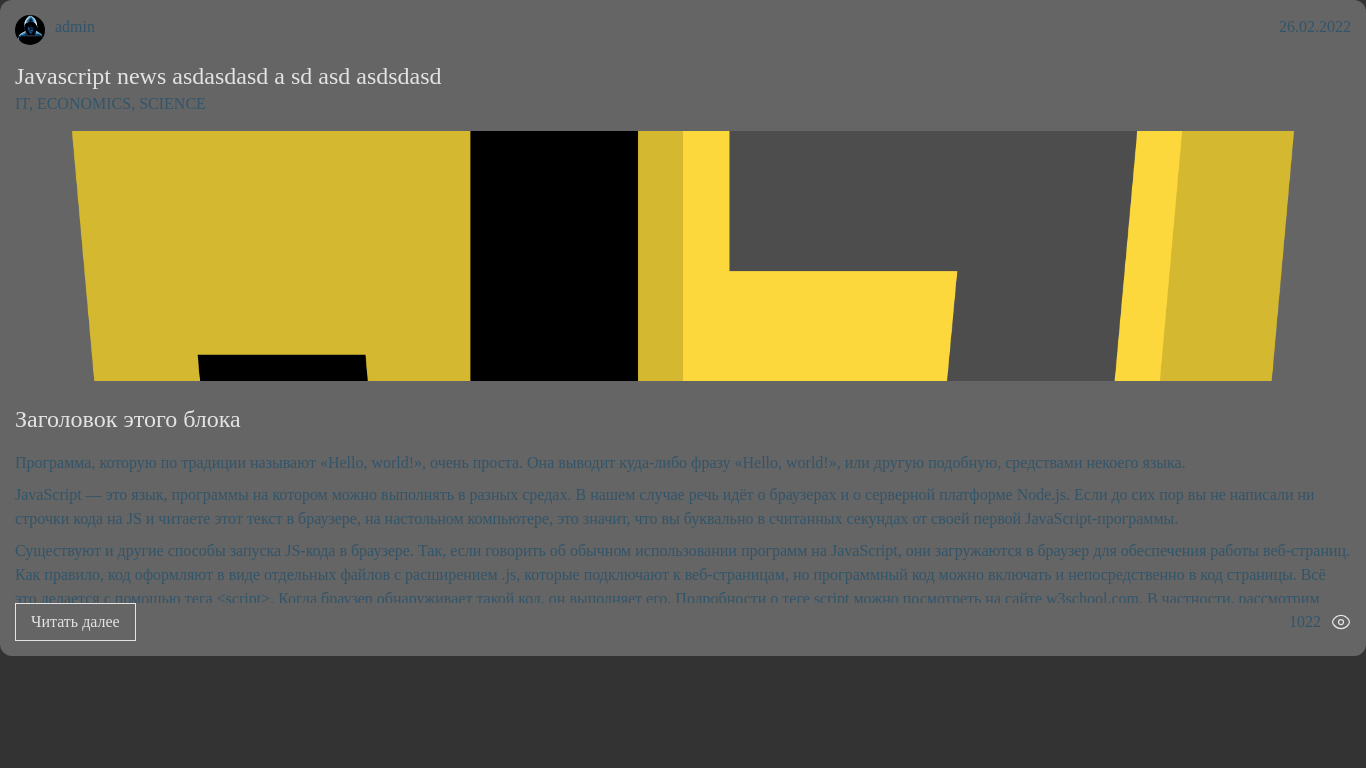 admin
26.02.2022
Javascript news asdasdasd a sd asd asdsdasd
IT, ECONOMICS, SCIENCE
Заголовок этого блока
Программа, которую по традиции называют «Hello, world!», очень проста. Она выводит куда-либо фразу «Hello, world!», или другую подобную, средствами некоего языка.
JavaScript — это язык, программы на котором можно выполнять в разных средах. В нашем случае речь идёт о браузерах и о серверной платформе Node.js. Если до сих пор вы не написали ни
строчки кода на JS и читаете этот текст в браузере, на настольном компьютере, это значит, что вы буквально в считанных секундах от своей первой JavaScript-программы.
Существуют и другие способы запуска JS-кода в браузере. Так, если говорить об обычном использовании программ на JavaScript, они загружаются в браузер для обеспечения работы веб-страниц.
Как правило, код оформляют в виде отдельных файлов с расширением .js, которые подключают к веб-страницам, но программный код можно включать и непосредственно в код страницы. Всё
это делается с помощью тега <script>. Когда браузер обнаруживает такой код, он выполняет его. Подробности о теге script можно посмотреть на сайте w3school.com. В частности, рассмотрим
Читать далее
1022